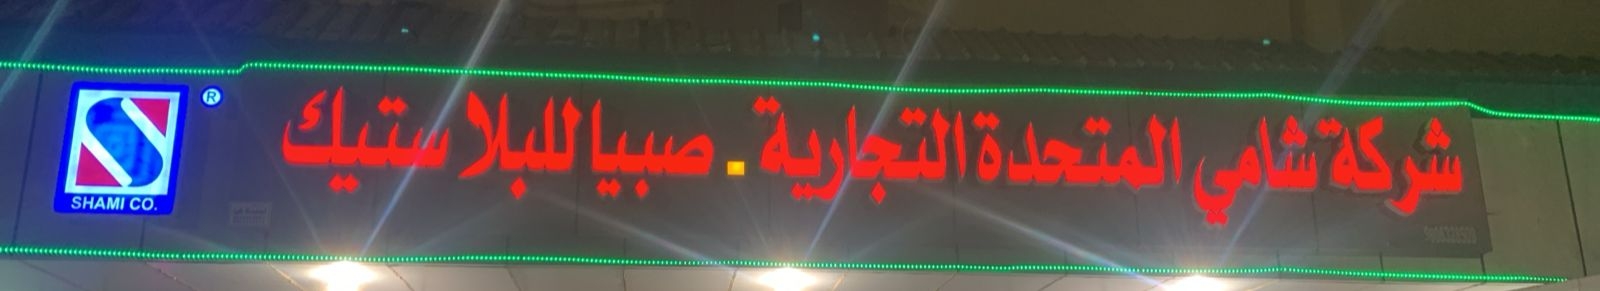 شركة شامي المتحدة التجارية . صبيا للبلاستيك
®
SHAMI CO.